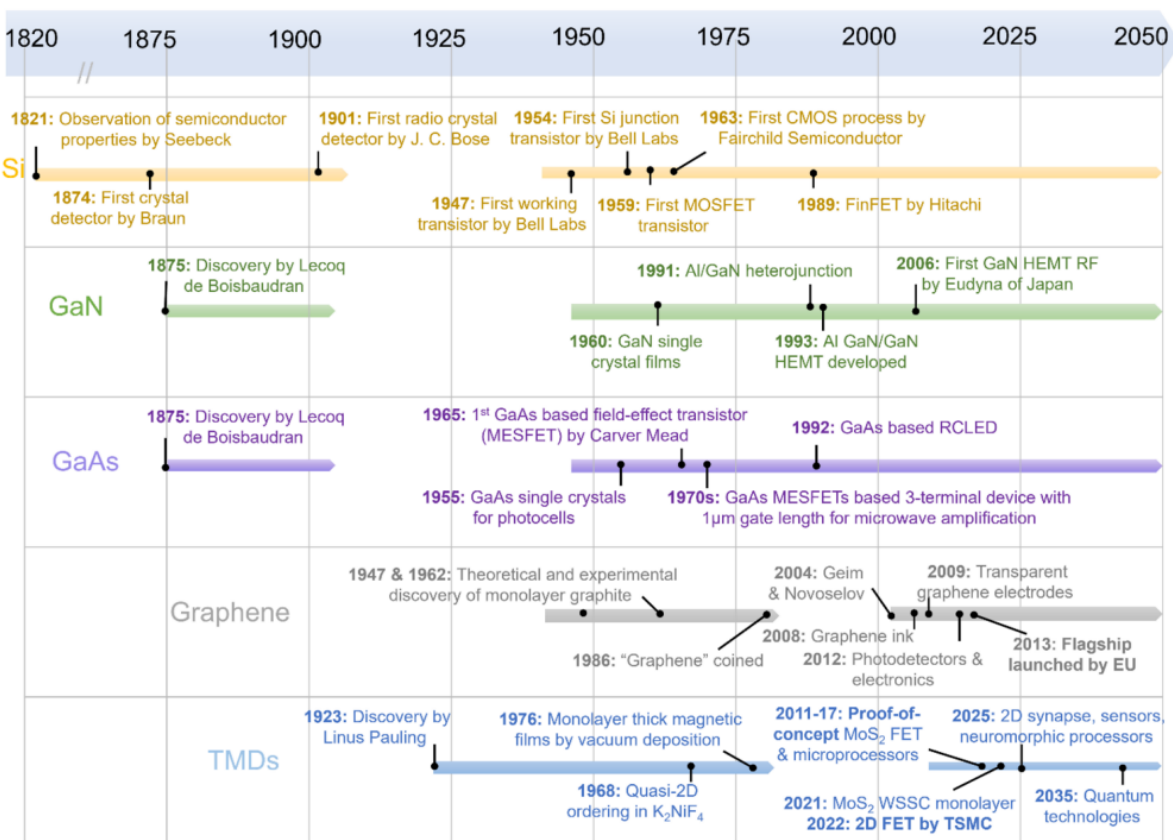 1820 1875 1900 1925 1950 1975 2000 2025 2050
//
Si
1821: Observation of semiconductor
properties by Seebeck
1901: First radio crystal
detector by J. C. Bose
1954: First Si junction
transistor by Bell Labs
1963: First CMOS process by
Fairchild Semiconductor
1874: First crystal
detector by Braun
1947: First working
transistor by Bell Labs
1959: First MOSFET
transistor
1989: FinFET by Hitachi
GaN
1875: Discovery by Lecoq
de Boisbaudran
1991: Al/GaN heterojunction
2006: First GaN HEMT RF
by Eudyna of Japan
1960: GaN single
crystal films
1993: Al GaN/GaN
HEMT developed
GaAs
1875: Discovery by Lecoq
de Boisbaudran
1965: 1st GaAs based field-effect transistor
(MESFET) by Carver Mead
1992: GaAs based RCLED
1955: GaAs single crystals
for photocells
1970s: GaAs MESFETs based 3-terminal device with
1µm gate length for microwave amplification
Graphene
1947 & 1962: Theoretical and experimental
discovery of monolayer graphite
2004: Geim
& Novoselov
2009: Transparent
graphene electrodes
1986: “Graphene” coined
2008: Graphene ink
2012: Photodetectors &
electronics
2013: Flagship
launched by EU
TMDs
1923: Discovery by
Linus Pauling
1976: Monolayer thick magnetic
films by vacuum deposition
2011-17: Proof-of-
concept MoS2 FET
& microprocessors
2025: 2D synapse, sensors,
neuromorphic processors
1968: Quasi-2D
ordering in K2NiF4
2021: MoS2 WSSC monolayer
2022: 2D FET by TSMC
2035: Quantum
technologies